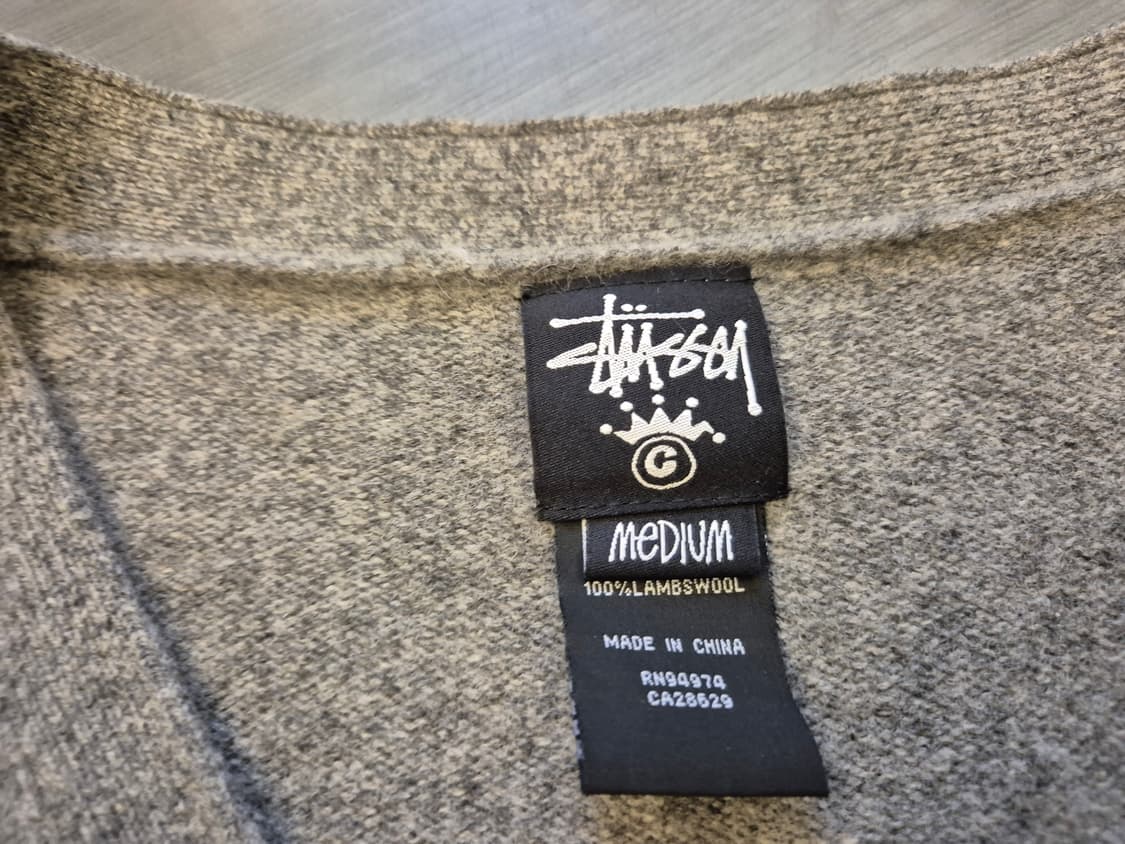 Stüssy
©
MEDIUM
100%LAMBSWOOL
MADE IN CHINA
RN94974
CA28629